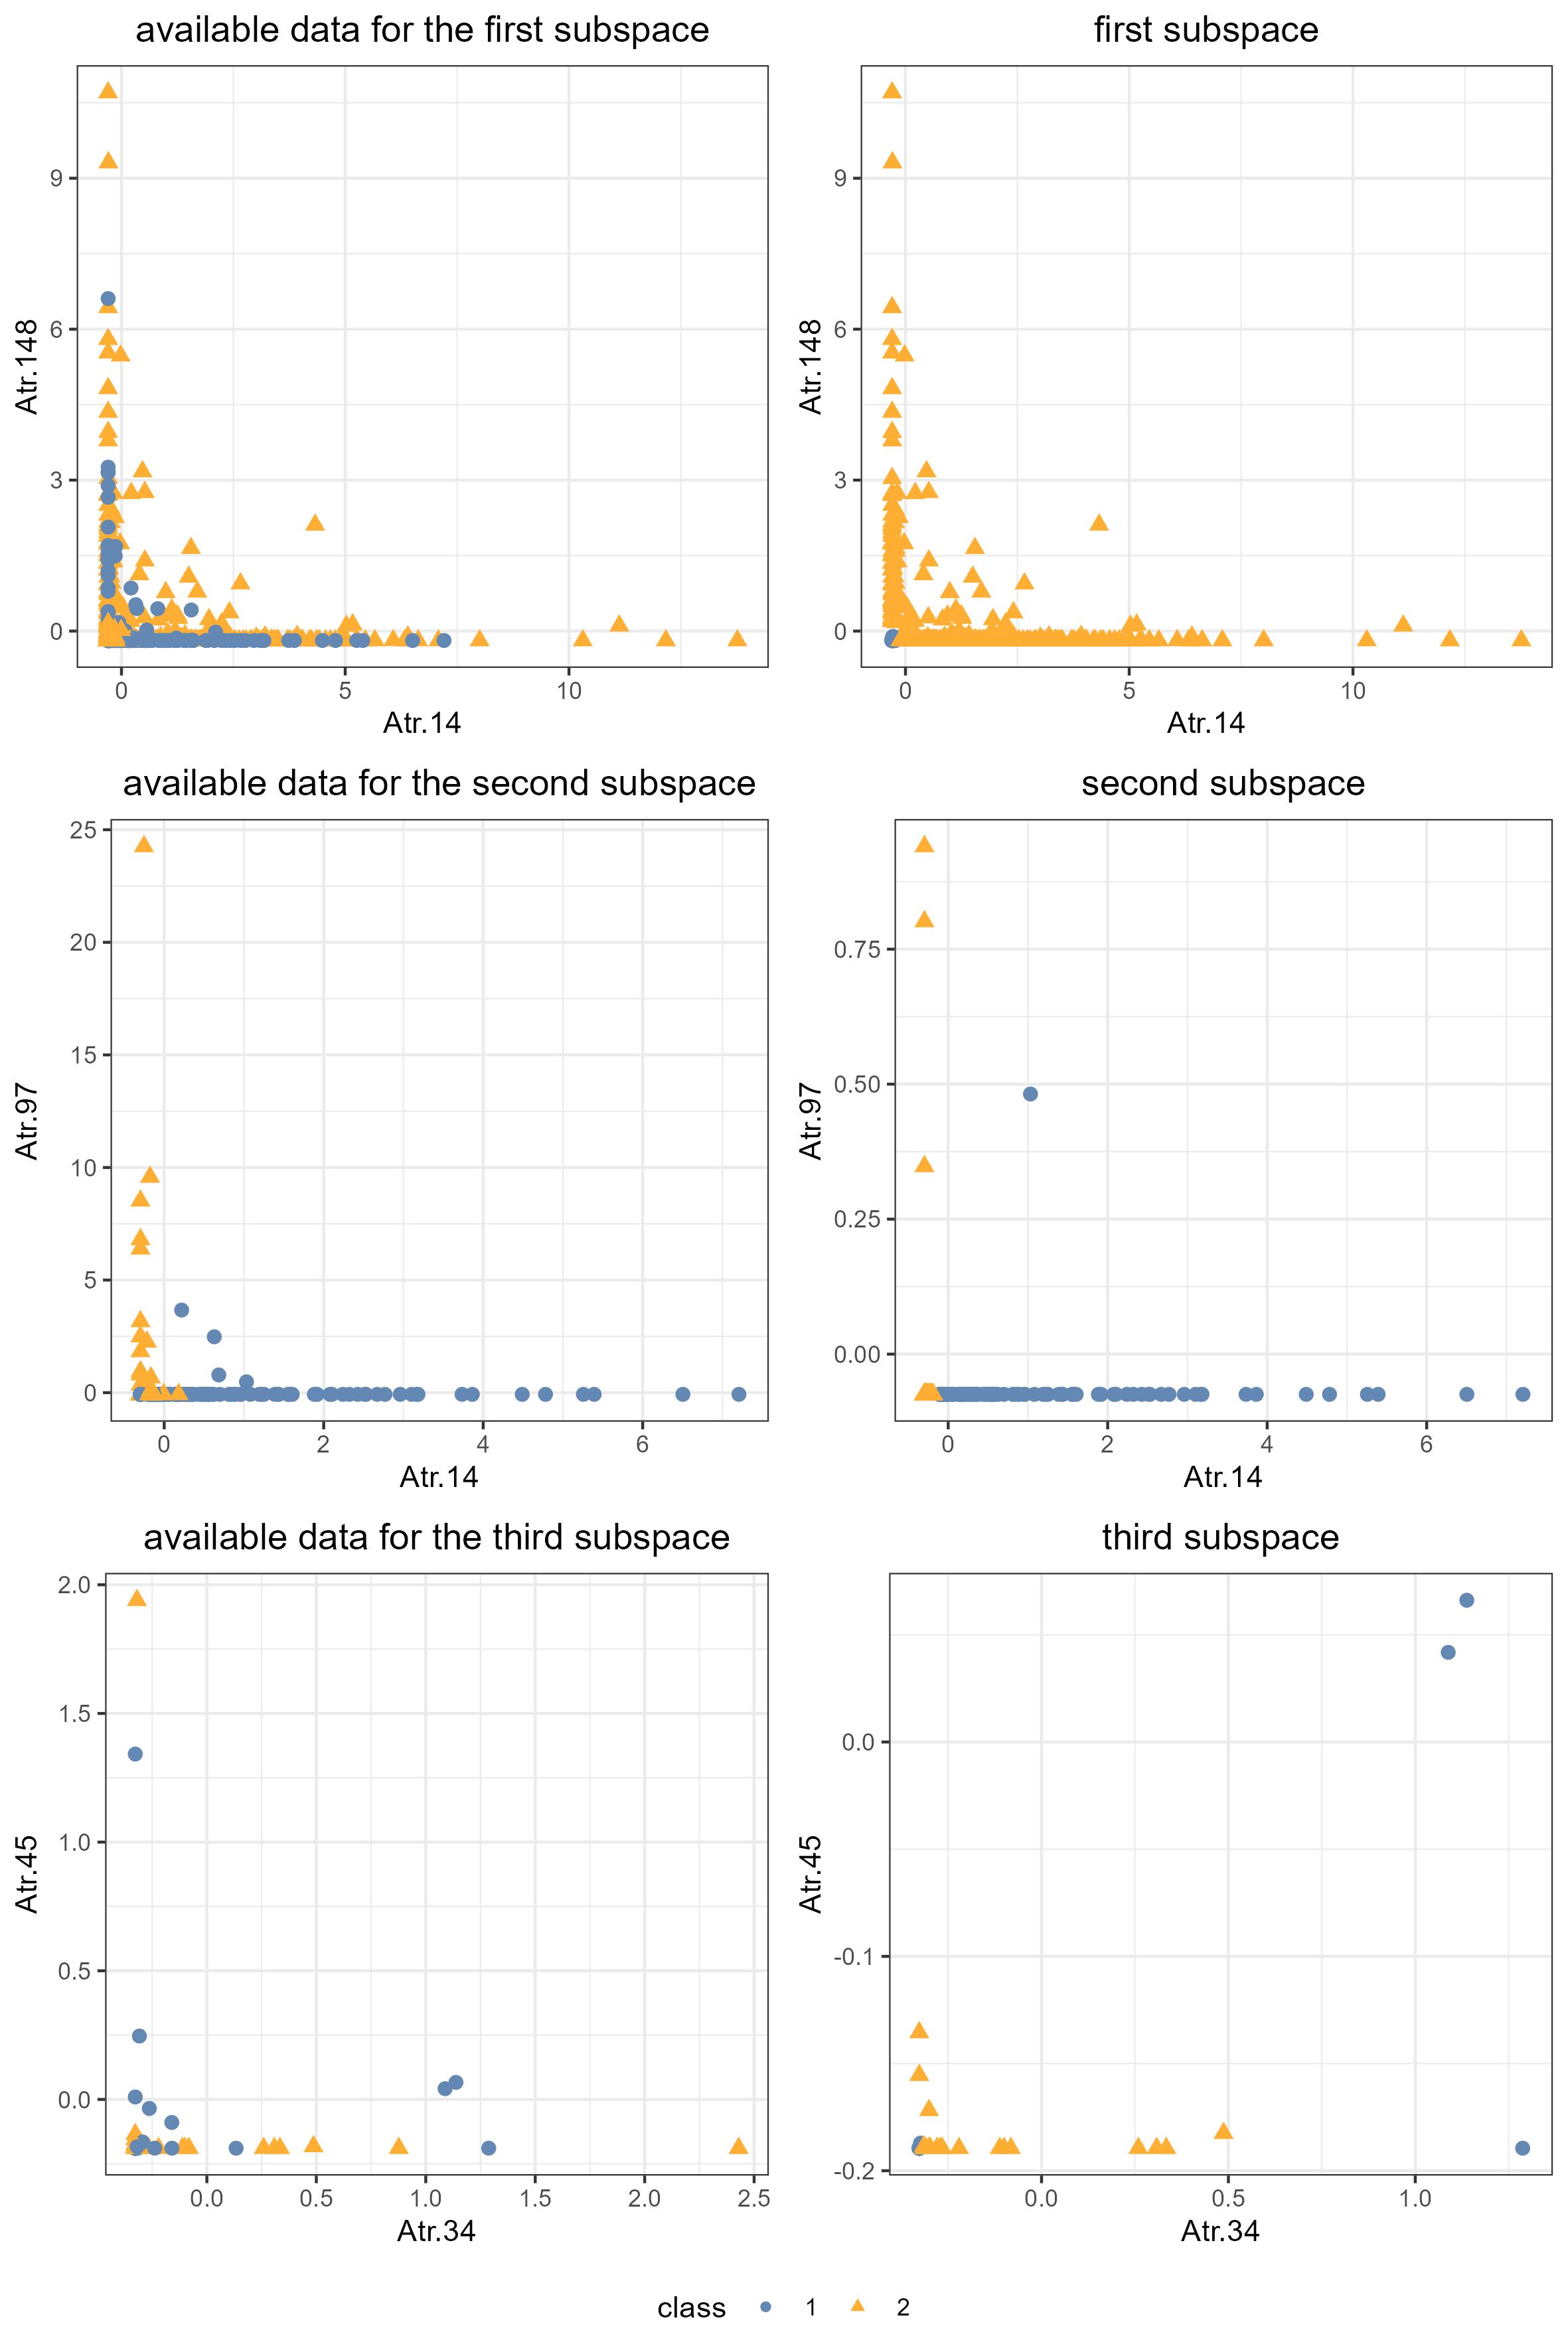 available data for the first subspace
first subspace
Atr.148
9
6
3
0
0 5 10
Atr.14
Atr.148
9
6
3
0
0 5 10
Atr.14
available data for the second subspace
second subspace
Atr.97
25
20
15
10
5
0
0 2 4 6
Atr.14
Atr.97
0.75
0.50
0.25
0.00
0 2 4 6
Atr.14
available data for the third subspace
third subspace
Atr.45
2.0
1.5
1.0
0.5
0.0
0.0 0.5 1.0 1.5 2.0 2.5
Atr.34
Atr.45
0.0
-0.1
-0.2
0.0 0.5 1.0
Atr.34
class 1 2